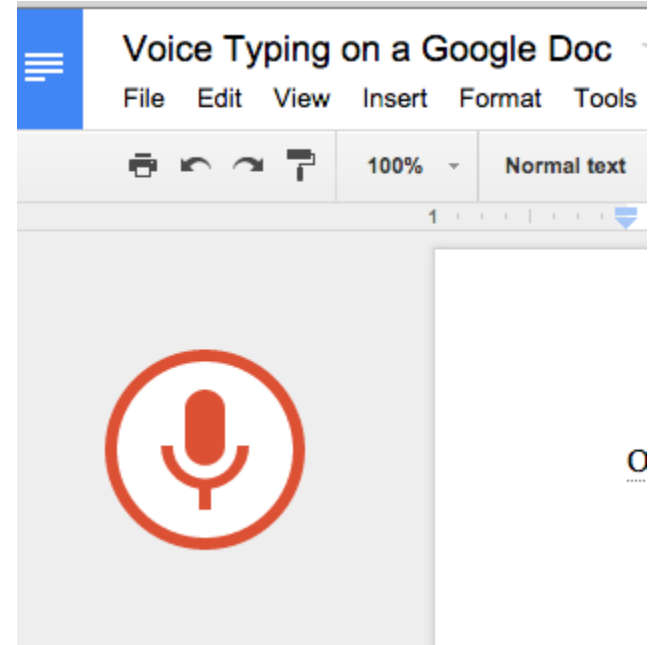 Voice Typing on a Google Doc
File Edit View Insert Format Tools
100% Normal text
1
O